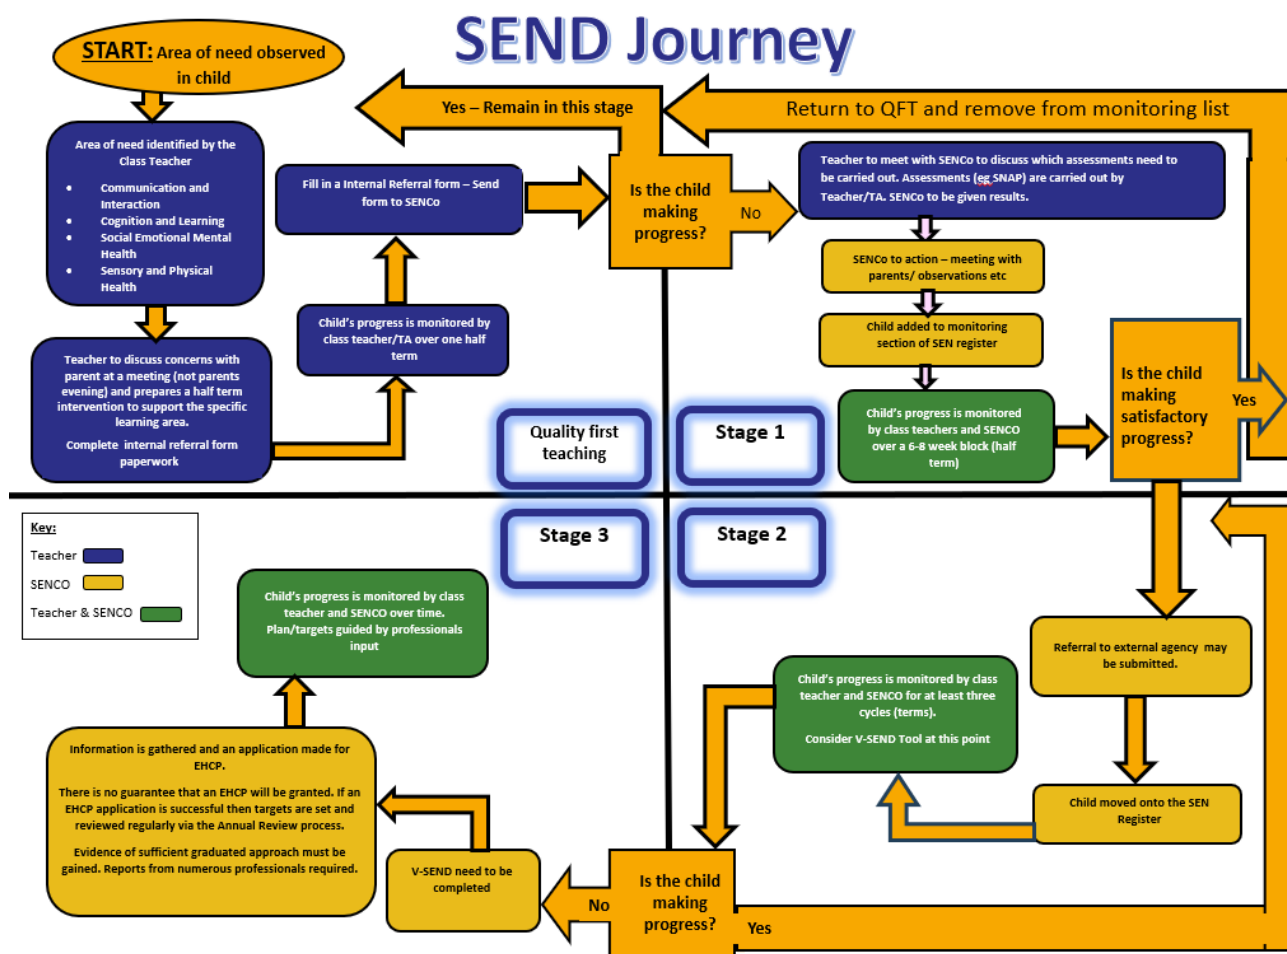 SEND Journey
START: Area of need observed
in child
Area of need identified by the
Class Teacher
• Communication and
Interaction
• Cognition and Learning
• Social Emotional Mental
Health
• Sensory and Physical
Health
Teacher to discuss concerns with
parent at a meeting (not parents
evening) and prepares a half term
intervention to support the specific
learning area.
Complete internal referral form
paperwork
Child's progress is monitored by
class teacher/TA over one half
term
Fill in a Internal Referral form – Send
form to SENCo
Yes – Remain in this stage
Is the child
making
progress?
No
Return to QFT and remove from monitoring list
Teacher to meet with SENCo to discuss which assessments need to
be carried out. Assessments (eg SNAP) are carried out by
Teacher/TA. SENCo to be given results.
SENCo to action – meeting with
parents/ observations etc
Child added to monitoring
section of SEN register
Child's progress is monitored
by class teachers and SENCO
over a 6-8 week block (half
term)
Is the child
making
satisfactory
progress?
Yes
Quality first
teaching
Stage 1
Stage 3
Stage 2
Key:
Teacher
SENCO
Teacher & SENCO
Referral to external agency may
be submitted.
Child moved onto the SEN
Register
Child's progress is monitored by class
teacher and SENCO for at least three
cycles (terms).
Consider V-SEND Tool at this point
Is the child
making
progress?
Yes
No
V-SEND need to be
completed
Information is gathered and an application made for
EHCP.
There is no guarantee that an EHCP will be granted. If an
EHCP application is successful then targets are set and
reviewed regularly via the Annual Review process.
Evidence of sufficient graduated approach must be
gained. Reports from numerous professionals required.
Child's progress is monitored by class
teacher and SENCO over time.
Plan/targets guided by professionals
input